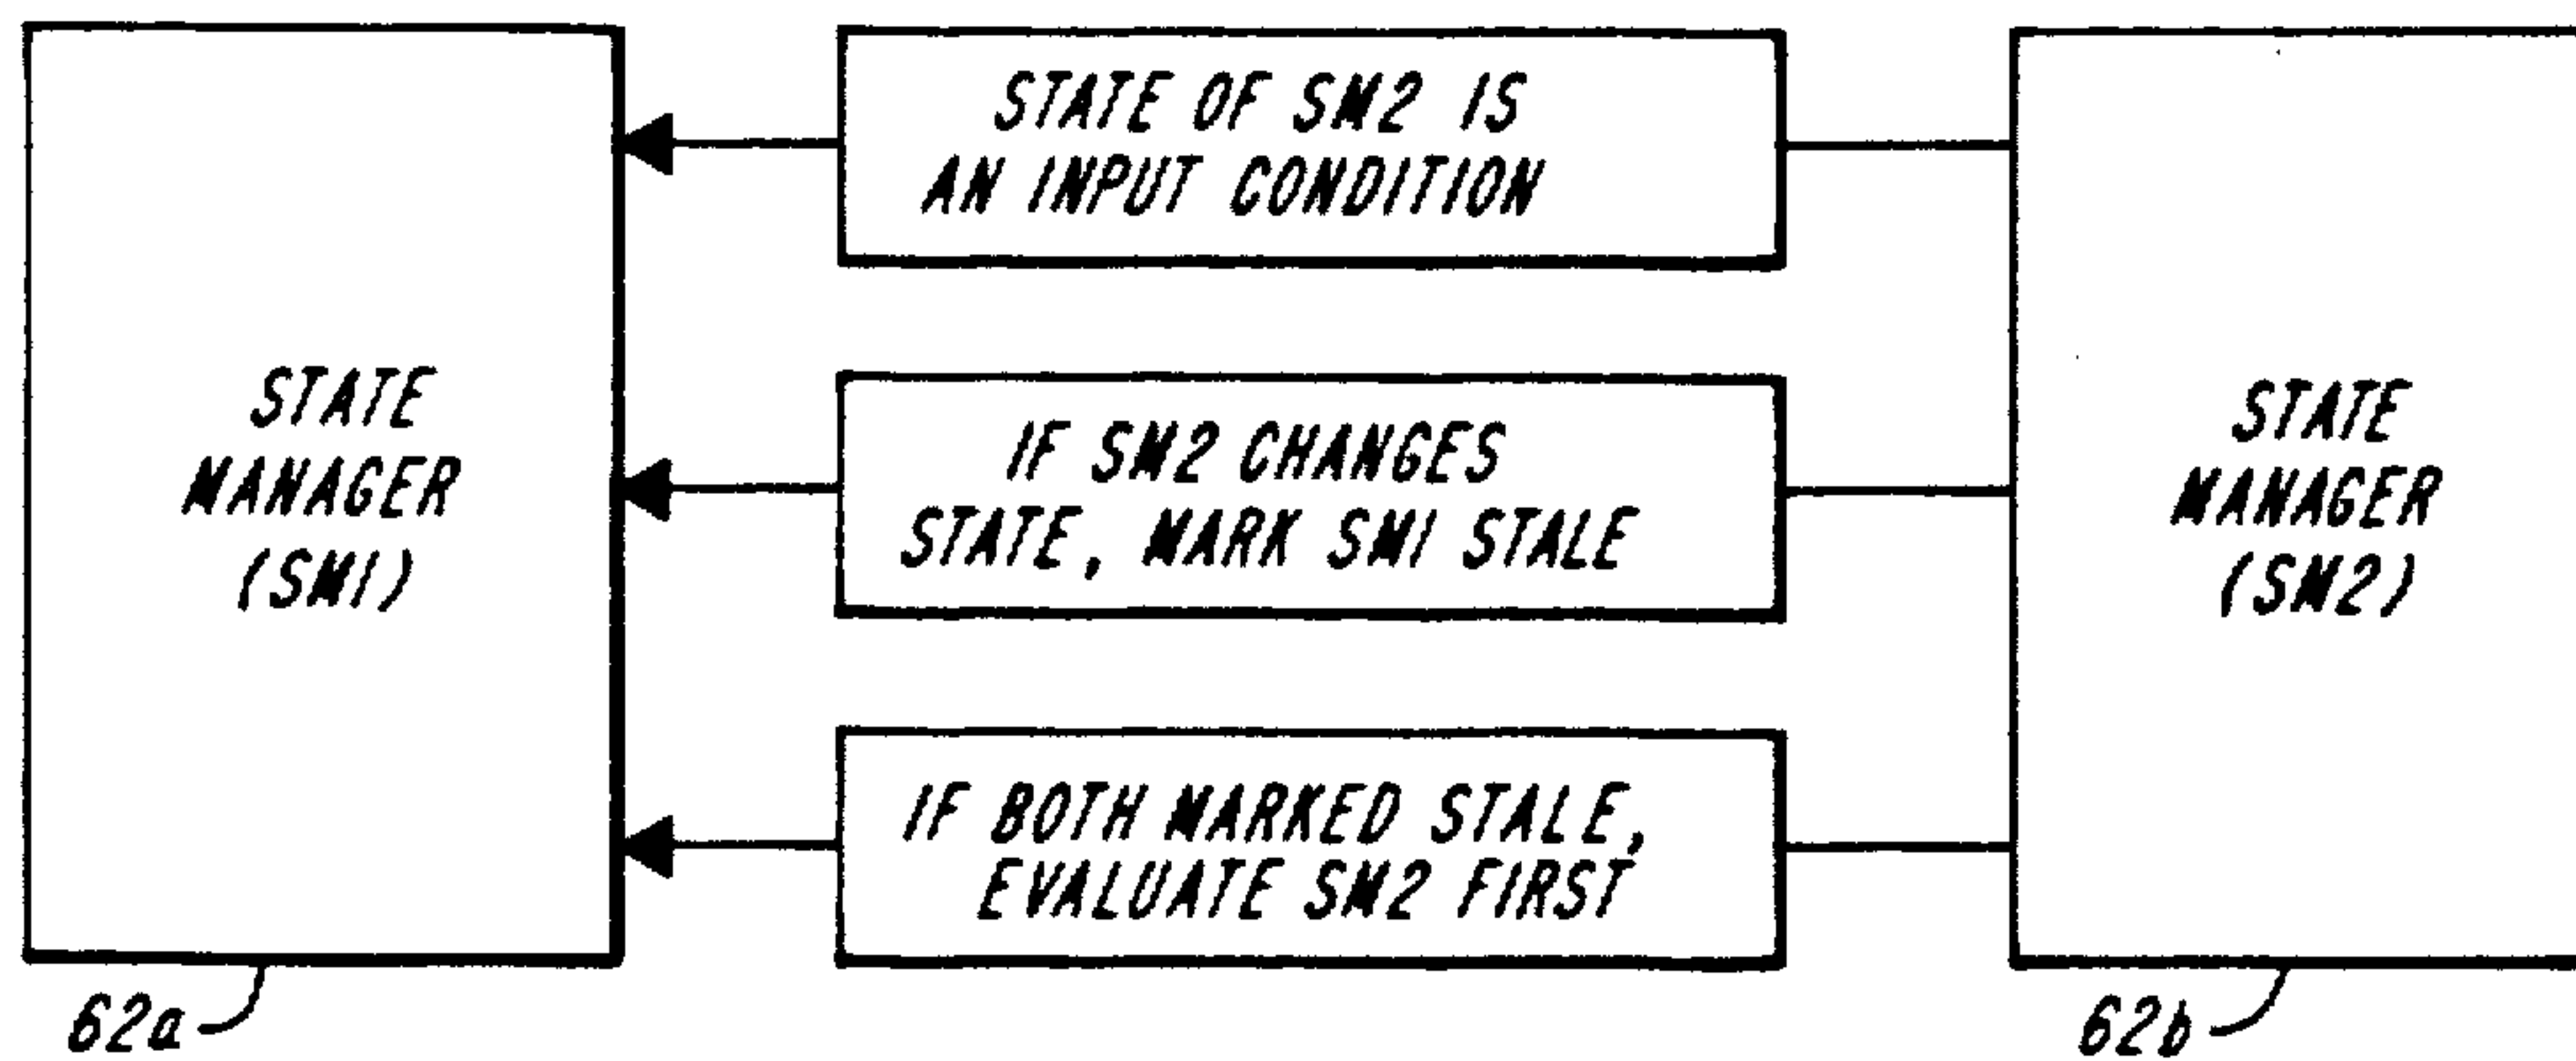 STATE
MANAGER
(SM1)
STATE OF SM2 IS
AN INPUT CONDITION
IF SM2 CHANGES
STATE, MARK SM1 STALE
IF BOTH MARKED STALE,
EVALUATE SM2 FIRST
STATE
MANAGER
(SM2)
62a
62b